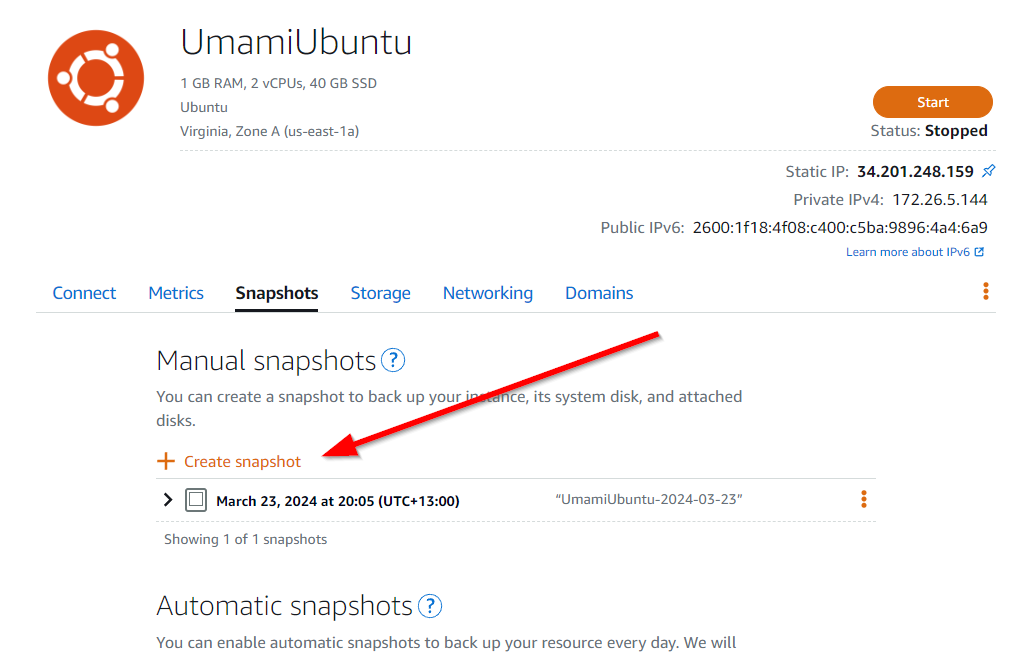 UmamiUbuntu
1 GB RAM, 2 vCPUs, 40 GB SSD
Ubuntu
Virginia, Zone A (us-east-1a)
Start
Status: Stopped
Static IP: 34.201.248.159
Private IPv4: 172.26.5.144
Public IPv6: 2600:1f18:4f08:c400:c5ba:9896:4a4:6a9
Learn more about IPv6
Connect Metrics Snapshots Storage Networking Domains
Manual snapshots ?
You can create a snapshot to back up your instance, its system disk, and attached
disks.
+ Create snapshot
March 23, 2024 at 20:05 (UTC+13:00) “UmamiUbuntu-2024-03-23”
Showing 1 of 1 snapshots
Automatic snapshots ?
You can enable automatic snapshots to back up your resource every day. We will